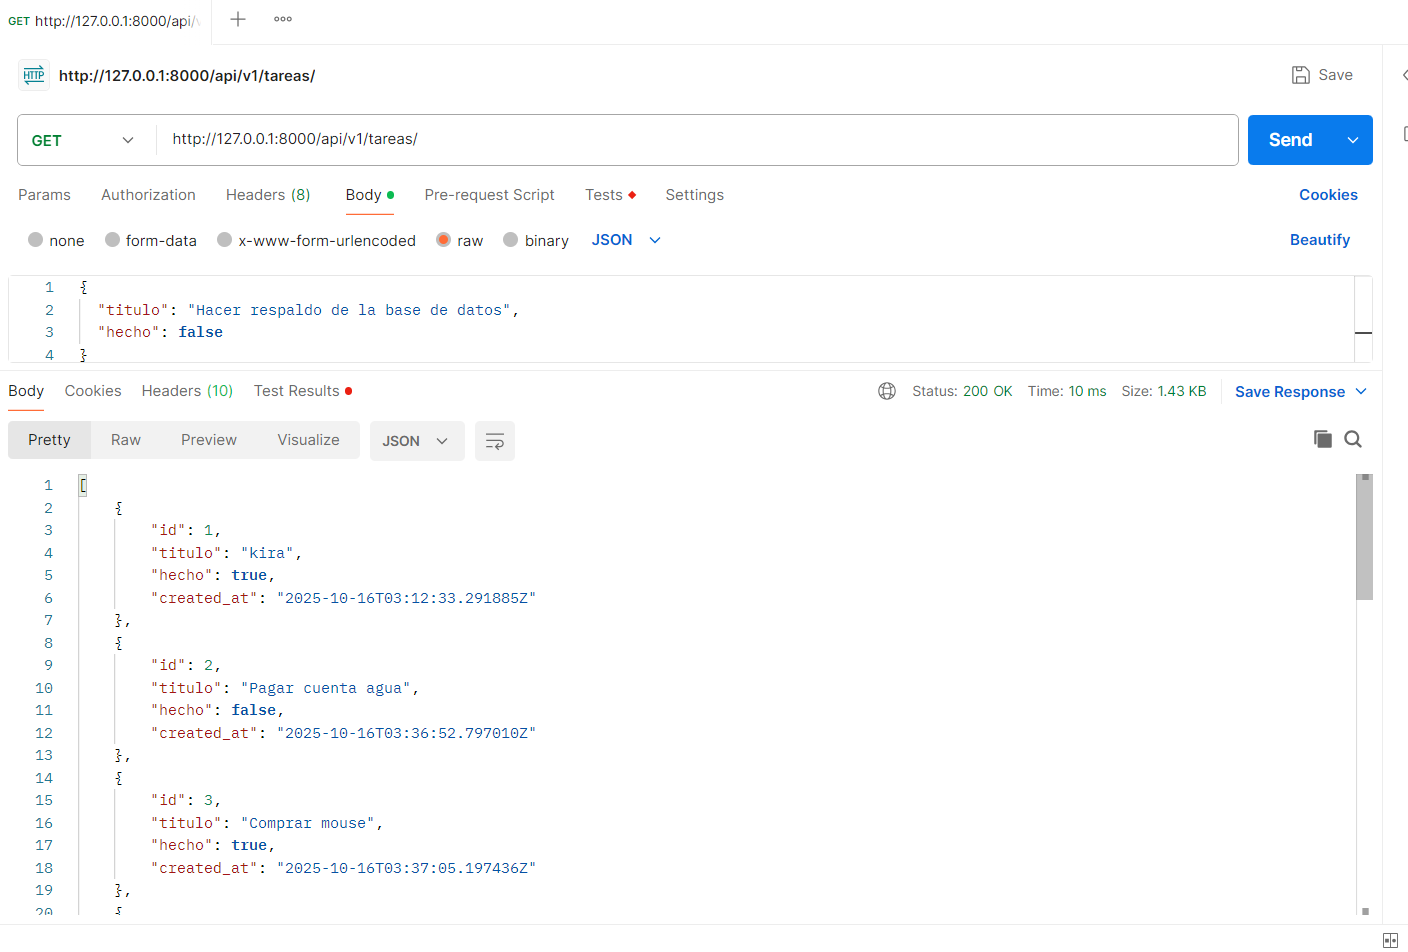 GET http://127.0.0.1:8000/api/v
http://127.0.0.1:8000/api/v1/tareas/
Save
GET http://127.0.0.1:8000/api/v1/tareas/ Send
Params Authorization Headers (8) Body Pre-request Script Tests Settings Cookies
none form-data x-www-form-urlencoded raw binary JSON Beautify
1 {
2 "titulo": "Hacer respaldo de la base de datos",
3 "hecho": false
4 }
Body Cookies Headers (10) Test Results Status: 200 OK Time: 10 ms Size: 1.43 KB Save Response
Pretty Raw Preview Visualize JSON
1 [
2 {
3 "id": 1,
4 "titulo": "kira",
5 "hecho": true,
6 "created_at": "2025-10-16T03:12:33.291885Z"
7 },
8 {
9 "id": 2,
10 "titulo": "Pagar cuenta agua",
11 "hecho": false,
12 "created_at": "2025-10-16T03:36:52.797010Z"
13 },
14 {
15 "id": 3,
16 "titulo": "Comprar mouse",
17 "hecho": true,
18 "created_at": "2025-10-16T03:37:05.197436Z"
19 },
20 {